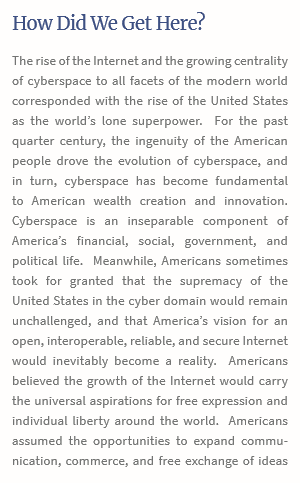 How Did We Get Here?
The rise of the Internet and the growing centrality
of cyberspace to all facets of the modern world
corresponded with the rise of the United States
as the world’s lone superpower.  For the past
quarter century, the ingenuity of the American
people drove the evolution of cyberspace, and
in turn, cyberspace has become fundamental
to American wealth creation and innovation.
Cyberspace is an inseparable component of
America’s financial, social, government, and
political life.  Meanwhile, Americans sometimes
took for granted that the supremacy of the
United States in the cyber domain would remain
unchallenged, and that America’s vision for an
open, interoperable, reliable, and secure Internet
would inevitably become a reality.  Americans
believed the growth of the Internet would carry
the universal aspirations for free expression and
individual liberty around the world.  Americans
assumed the opportunities to expand commu-
nication, commerce, and free exchange of ideas